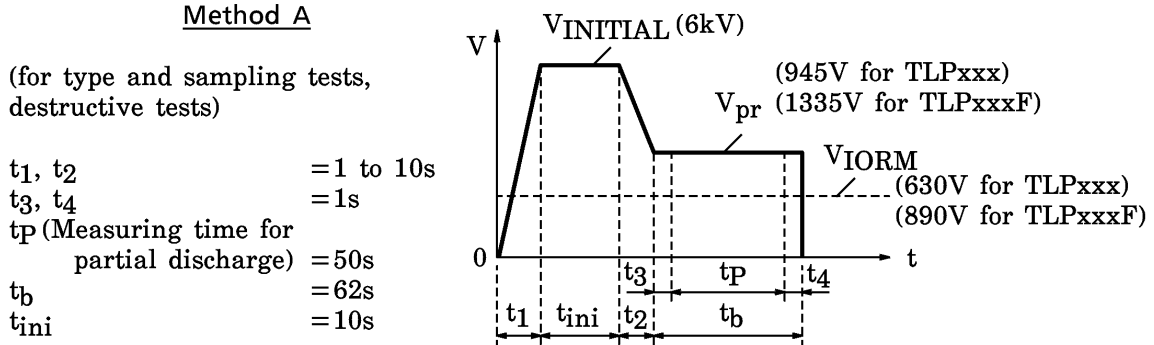 Method A
(for type and sampling tests,
destructive tests)
t1, t2 =1 to 10s
t3, t4 =1s
tP (Measuring time for
partial discharge) =50s
tb =62s
tini =10s
V
VINITIAL (6kV)
(945V for TLPxxx)
Vpr (1335V for TLPxxxF)
VIORM
(630V for TLPxxx)
(890V for TLPxxxF)
0
t
t3 tP t4
t1 tini t2 tb